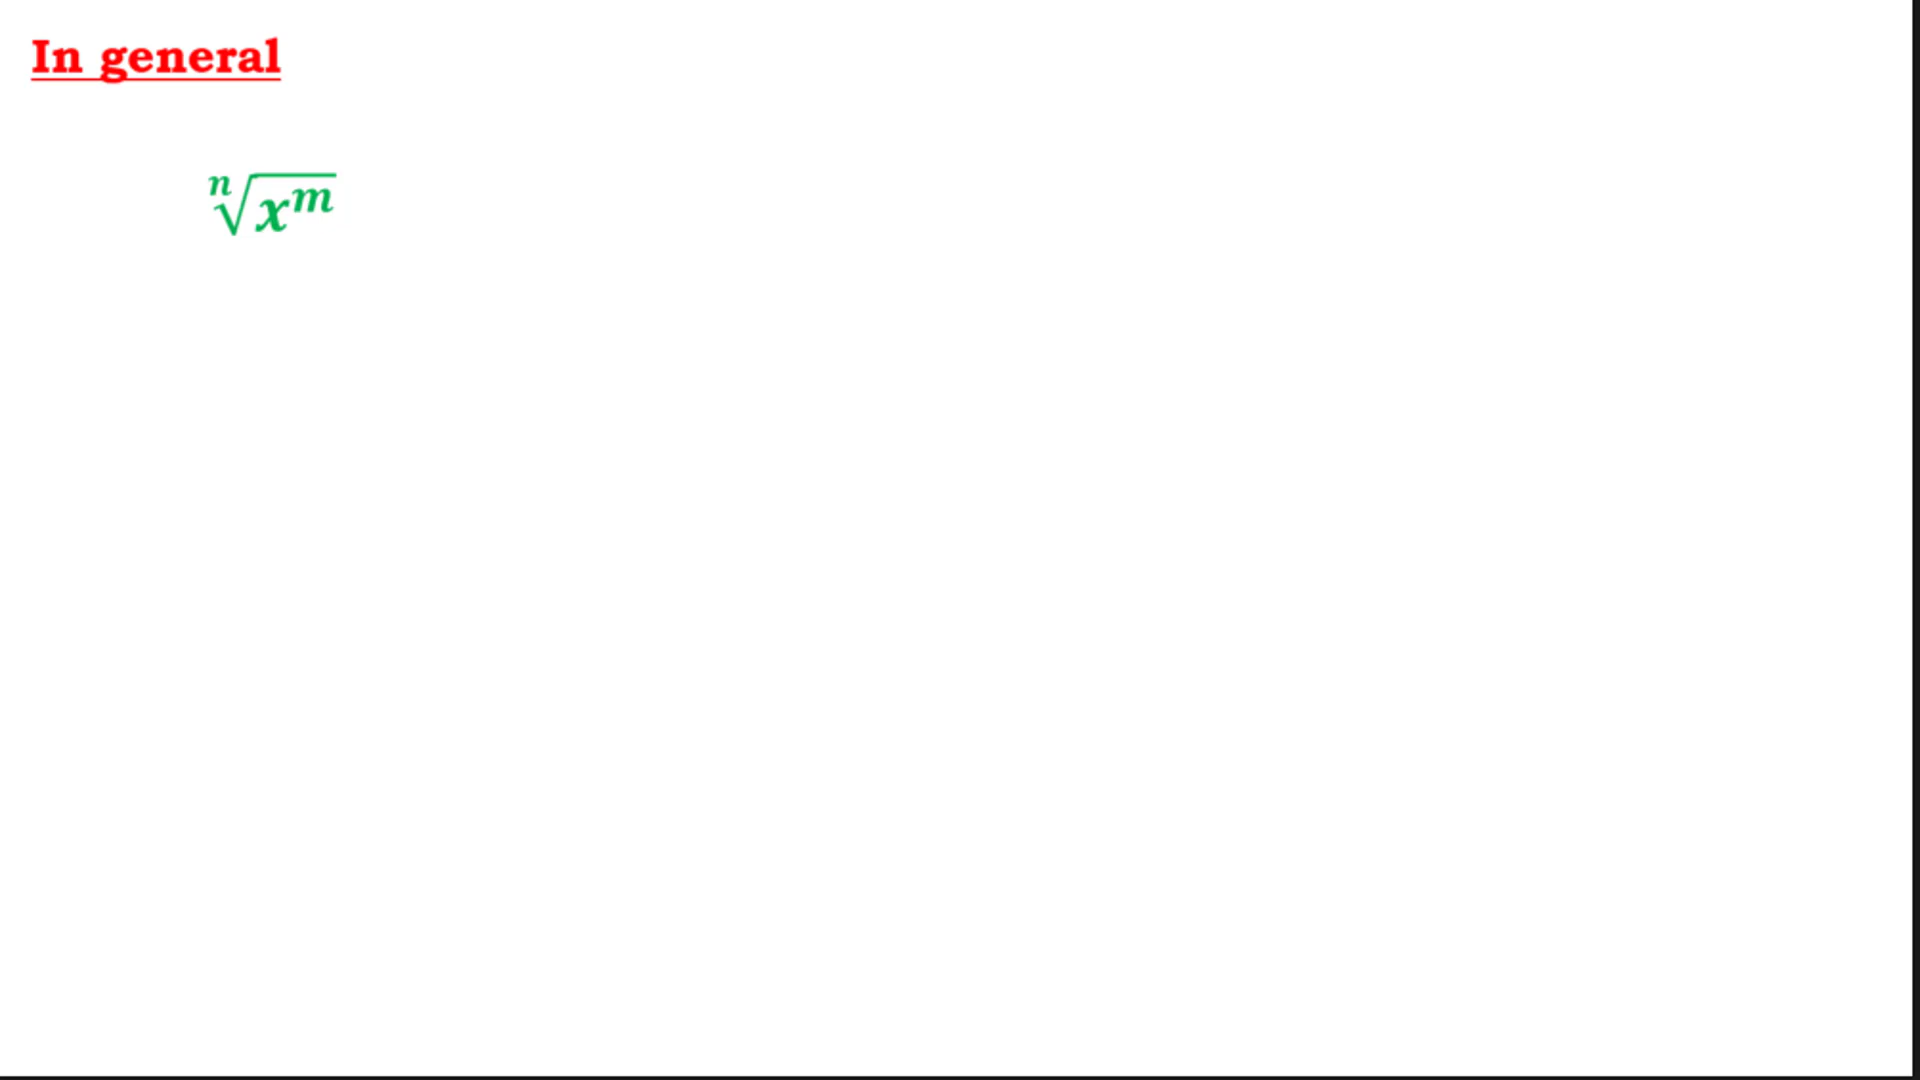 In general
ⁿ√xᵐ